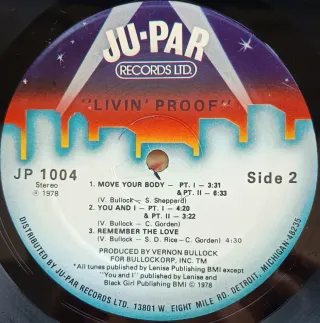 JU-PAR
RECORDS LTD.
"LIVIN' PROOF"
JP 1004
Stereo
℗ 1978
Side 2
1. MOVE YOUR BODY - PT. I - 3:31
& PT. II - 6:33
(V. Bullock - S. Sheppard)
2. YOU AND I - PT. I - 4:20
& PT. II - 3:22
(V. Bullock - C. Gorden)
3. REMEMBER THE LOVE
(V. Bullock - S. D. Rice - C. Gorden) 4:30
PRODUCED BY VERNON BULLOCK
FOR BULLOCKORP, INC.
*All tunes published by Lenise Publishing BMI except
"You and I" published by Lenise and
Black Girl Publishing BMI © 1978
DISTRIBUTED BY JU-PAR RECORDS LTD. 13801 W. EIGHT MILE RD. DETROIT, MICHIGAN 48235